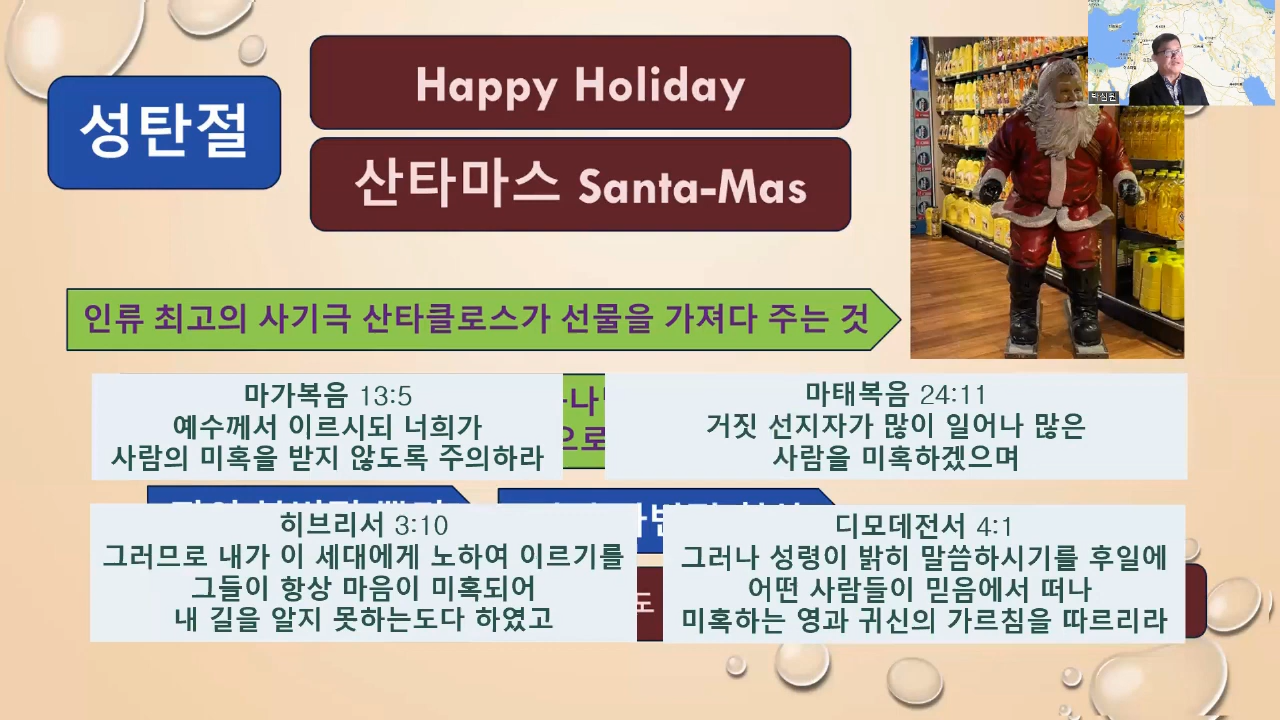 성탄절
Happy Holiday
산타마스 Santa-Mas
박심원
인류 최고의 사기극 산타클로스가 선물을 가져다 주는 것
마가복음 13:5
예수께서 이르시되 너희가
사람의 미혹을 받지 않도록 주의하라
마태복음 24:11
거짓 선지자가 많이 일어나 많은
사람을 미혹하겠으며
히브리서 3:10
그러므로 내가 이 세대에게 노하여 이르기를
그들이 항상 마음이 미혹되어
내 길을 알지 못하는도다 하였고
도
디모데전서 4:1
그러나 성령이 밝히 말씀하시기를 후일에
어떤 사람들이 믿음에서 떠나
미혹하는 영과 귀신의 가르침을 따르리라